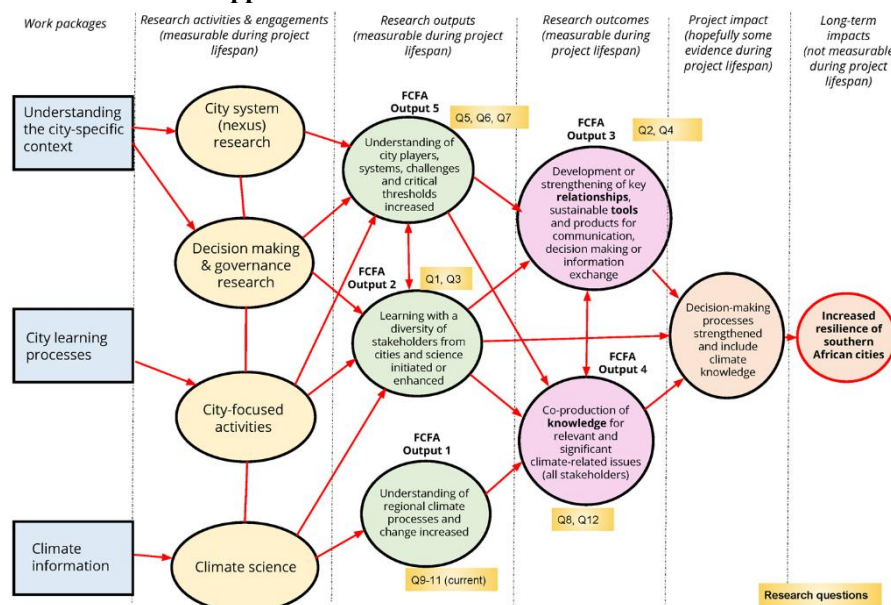 Work packages
Research activities & engagements
(measurable during project
lifespan)
Research outputs
(measurable during project
lifespan)
Research outcomes
(measurable during
project lifespan)
Project impact
(hopefully some
evidence during
project lifespan)
Long-term
impacts
(not measurable
during project
lifespan)
Understanding
the city-specific
context
City learning
processes
Climate
information
City system
(nexus)
research
Decision making
& governance
research
City-focused
activities
Climate science
FCFA
Output 5
Q5, Q6, Q7
Understanding of
city players,
systems, challenges
and critical
thresholds
increased
FCFA
Output 2
Q1, Q3
Learning with a
diversity of
stakeholders from
cities and science
initiated or
enhanced
FCFA
Output 1
Understanding of
regional climate
processes and
change increased
Q9-11 (current)
FCFA
Output 3
Q2, Q4
Development or
strengthening of key
relationships,
sustainable tools
and products for
communication,
decision making or
information
exchange
FCFA
Output 4
Co-production of
knowledge for
relevant and
significant
climate-related issues
(all stakeholders)
Q8, Q12
Decision-making
processes
strengthened
and include
climate
knowledge
Increased
resilience of
southern
African cities
Research questions